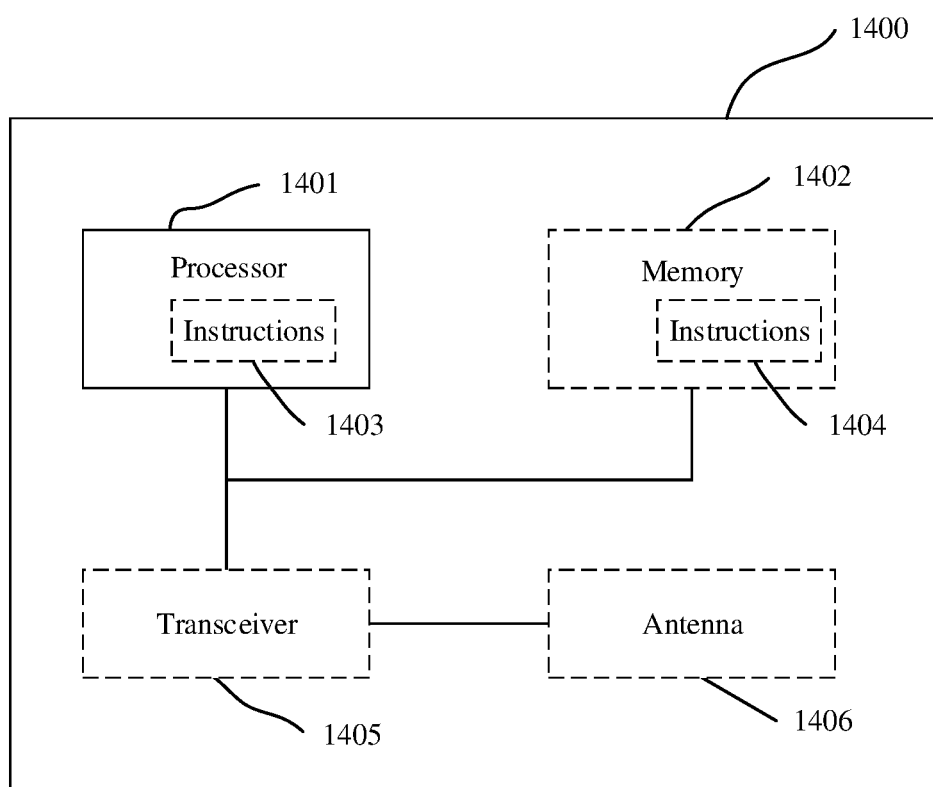 1400
1401
1402
Processor
Memory
Instructions
Instructions
1403
1404
Transceiver
Antenna
1405
1406